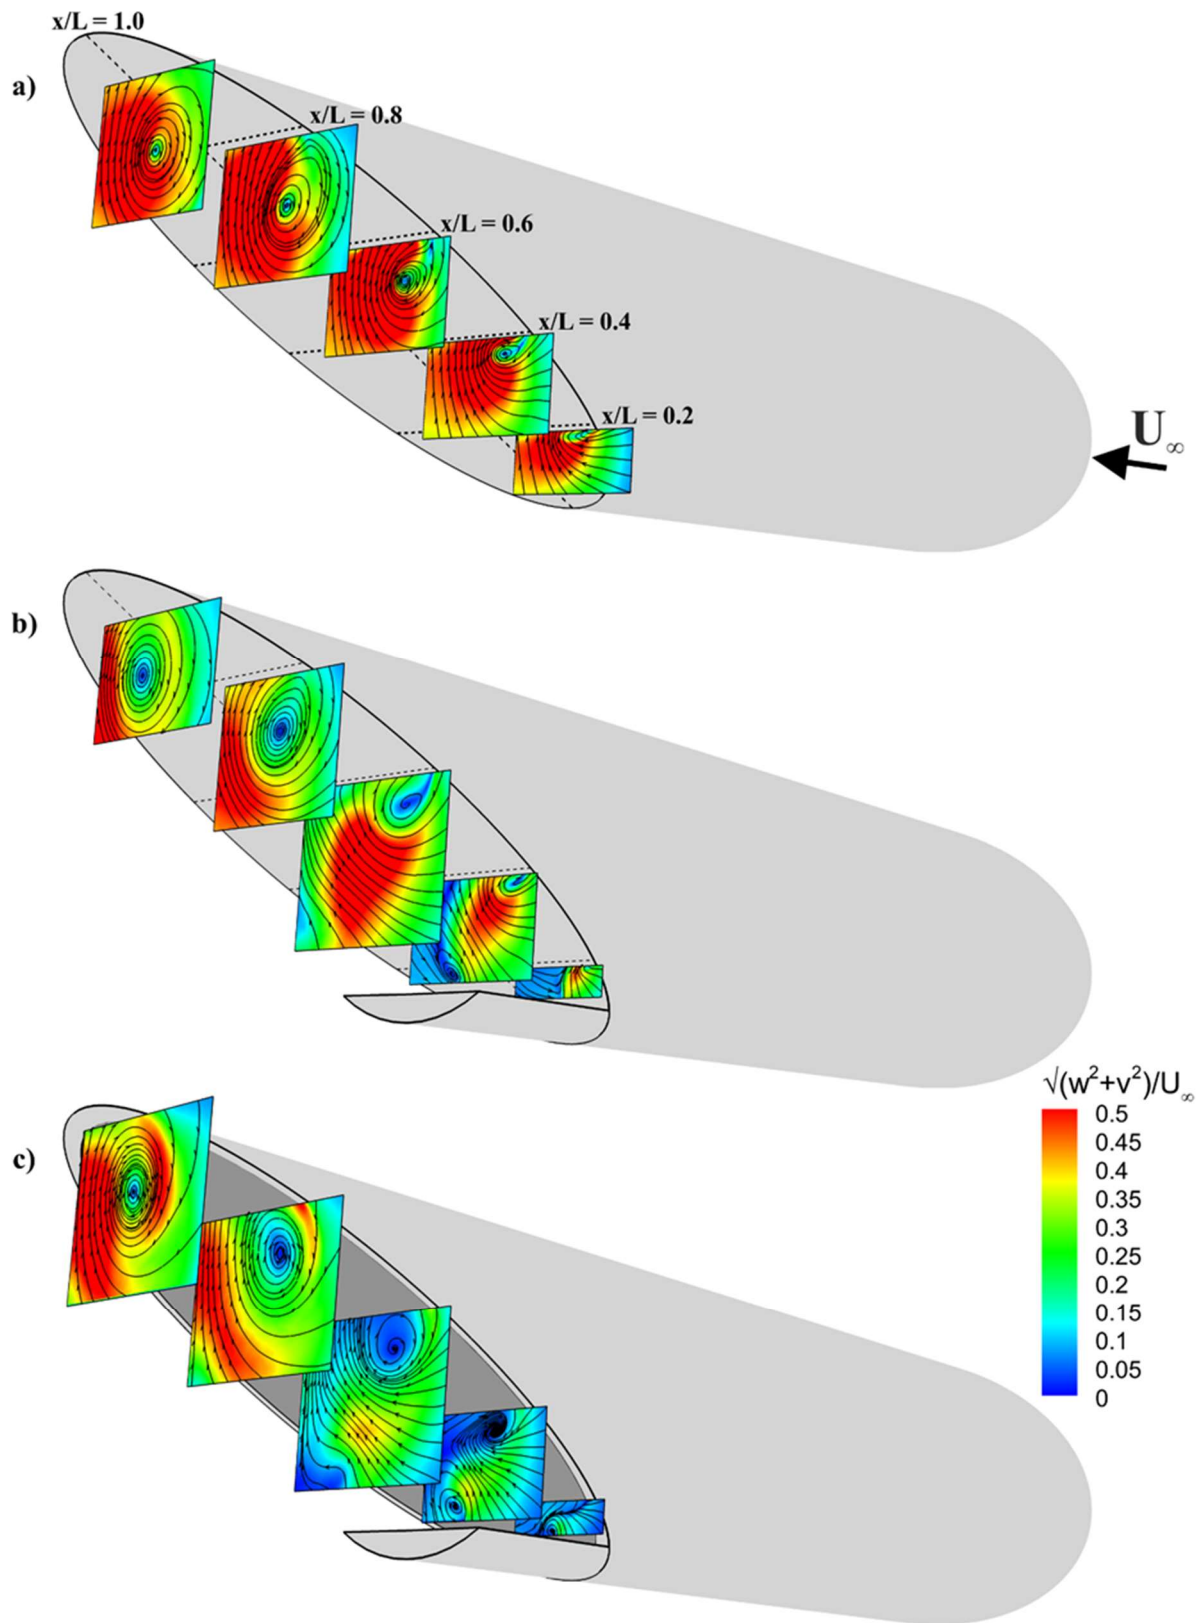 x/L = 1.0
a)
x/L = 0.8
x/L = 0.6
x/L = 0.4
x/L = 0.2
U∞
b)
√(w²+v²)/U∞
0.5
0.45
0.4
0.35
0.3
0.25
0.2
0.15
0.1
0.05
0
c)